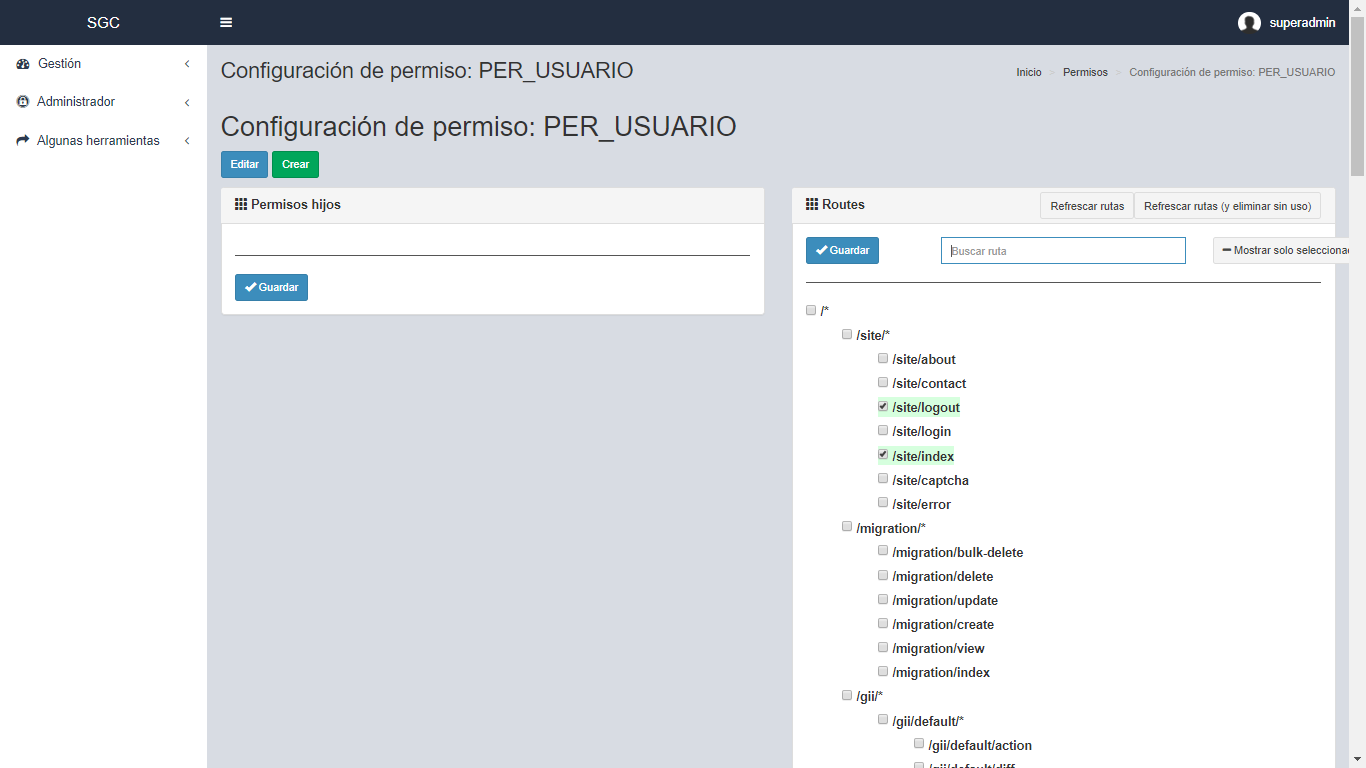 SGC
superadmin
Gestión
Administrador
Algunas herramientas
Configuración de permiso: PER_USUARIO
Inicio > Permisos > Configuración de permiso: PER_USUARIO
Configuración de permiso: PER_USUARIO
Editar Crear
Permisos hijos
Guardar
Routes
Refrescar rutas Refrescar rutas (y eliminar sin uso)
Guardar Buscar ruta Mostrar solo seleccionad
/*
/site/*
/site/about
/site/contact
/site/logout
/site/login
/site/index
/site/captcha
/site/error
/migration/*
/migration/bulk-delete
/migration/delete
/migration/update
/migration/create
/migration/view
/migration/index
/gii/*
/gii/default/*
/gii/default/action
/gii/default/diff